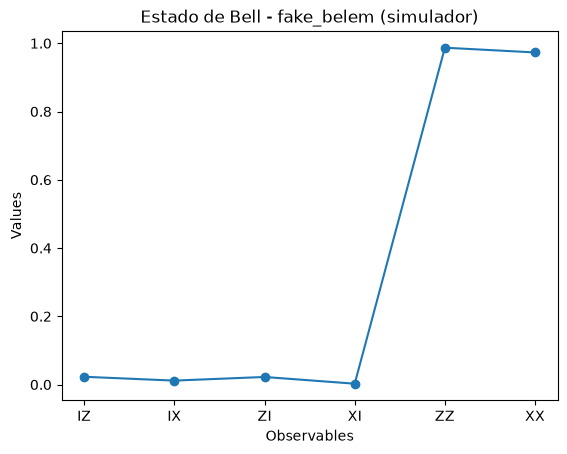 Estado de Bell - fake_belem (simulador)
1.0
0.8
0.6
0.4
0.2
0.0
Values
IZ IX ZI XI ZZ XX
Observables